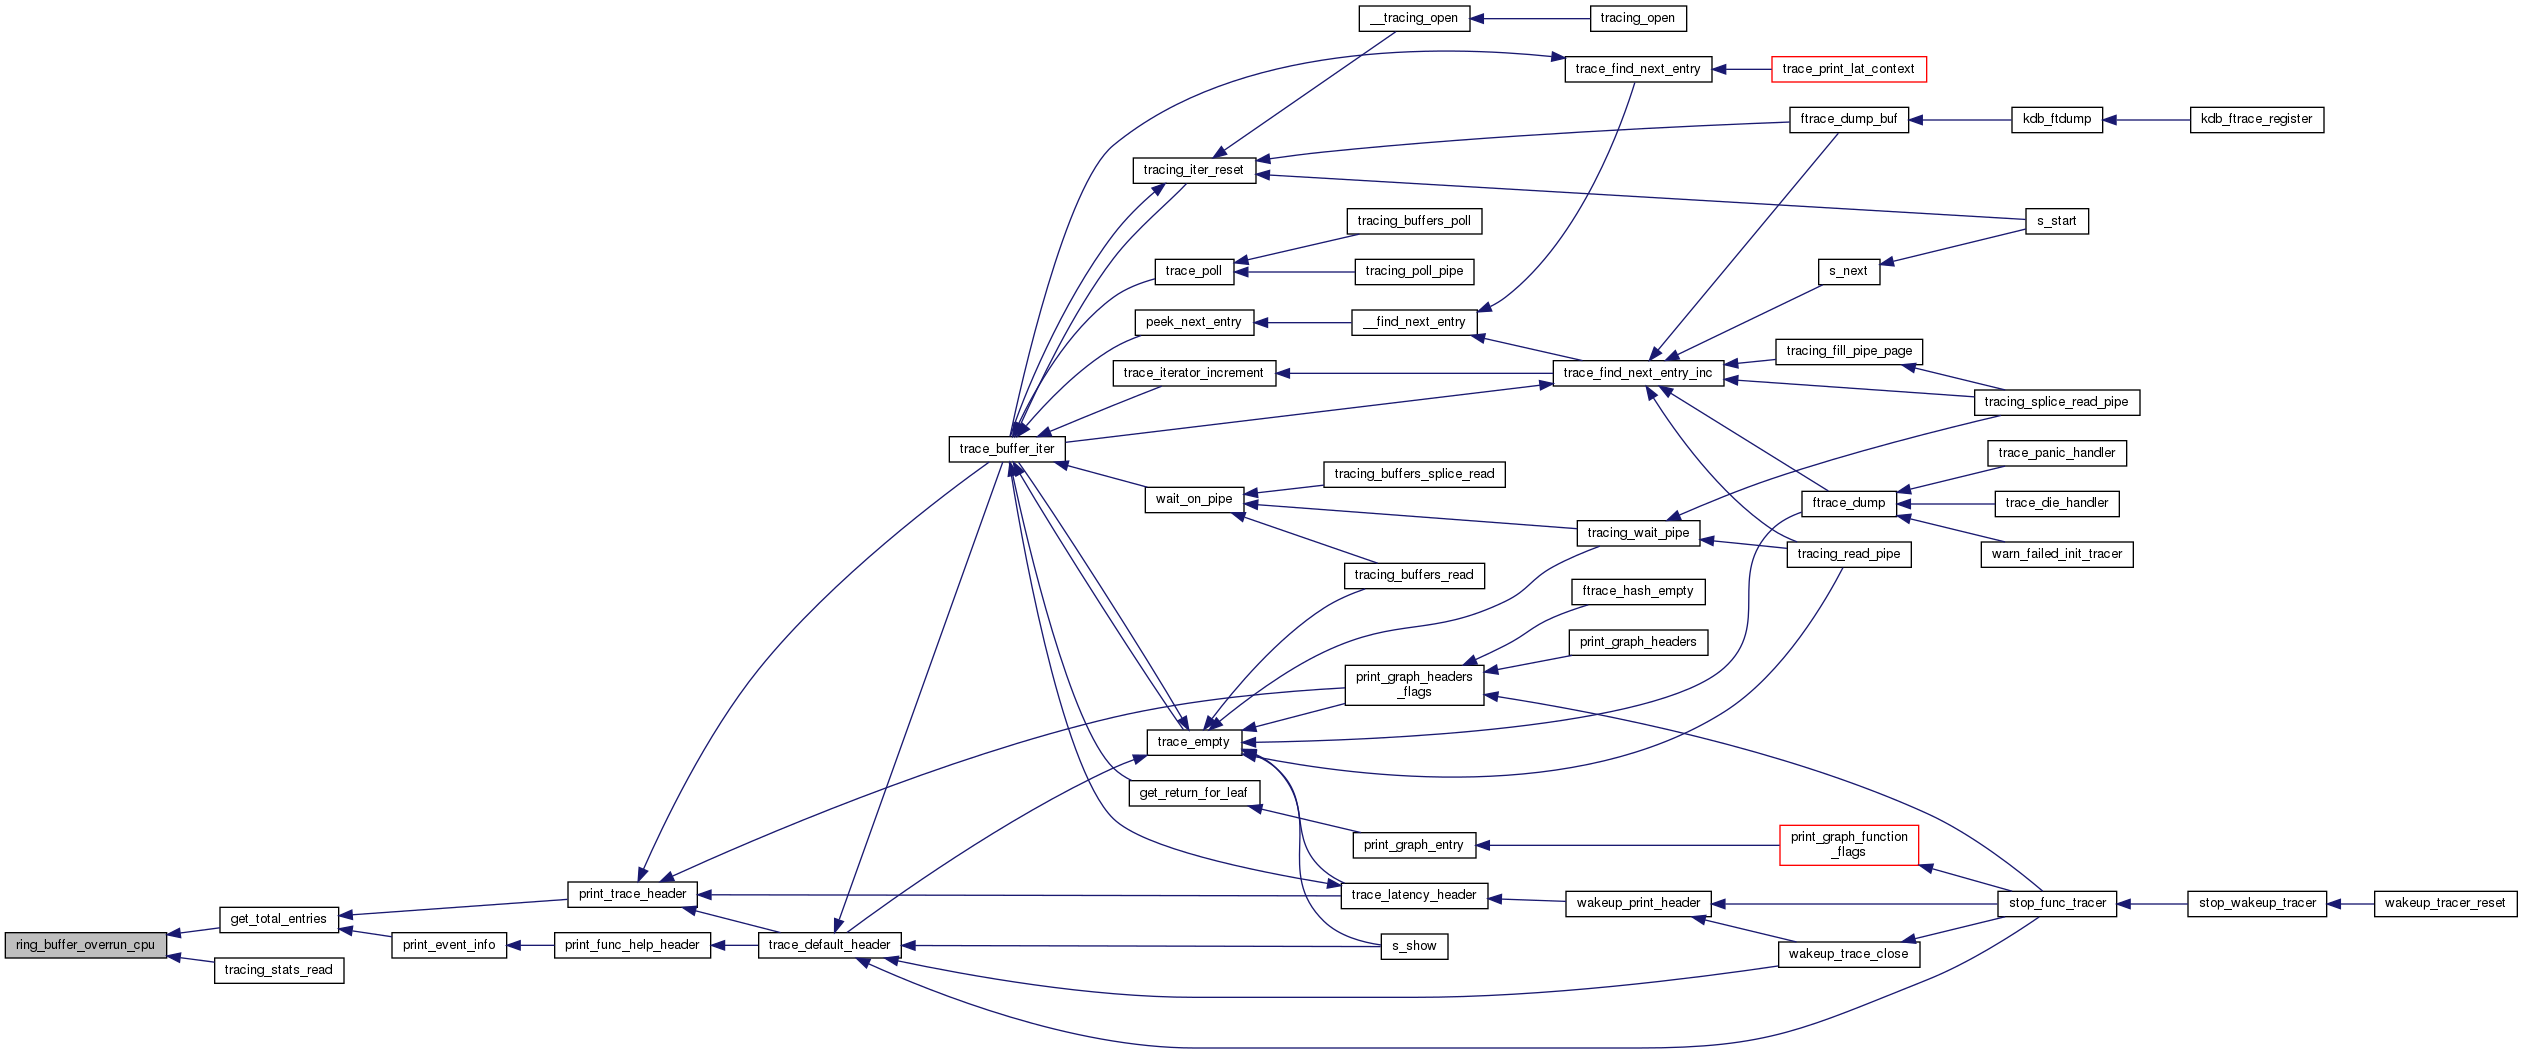 __tracing_open
tracing_open
trace_find_next_entry
trace_print_lat_context
ftrace_dump_buf
kdb_ftdump
kdb_ftrace_register
tracing_iter_reset
tracing_buffers_poll
s_start
trace_poll
tracing_poll_pipe
s_next
peek_next_entry
__find_next_entry
tracing_fill_pipe_page
trace_iterator_increment
trace_find_next_entry_inc
tracing_splice_read_pipe
trace_buffer_iter
trace_panic_handler
tracing_buffers_splice_read
wait_on_pipe
ftrace_dump
trace_die_handler
tracing_wait_pipe
tracing_read_pipe
warn_failed_init_tracer
tracing_buffers_read
ftrace_hash_empty
print_graph_headers
print_graph_headers
_flags
trace_empty
get_return_for_leaf
print_graph_entry
print_graph_function
_flags
print_trace_header
trace_latency_header
wakeup_print_header
stop_func_tracer
stop_wakeup_tracer
wakeup_tracer_reset
get_total_entries
ring_buffer_overrun_cpu
print_event_info
print_func_help_header
trace_default_header
s_show
wakeup_trace_close
tracing_stats_read